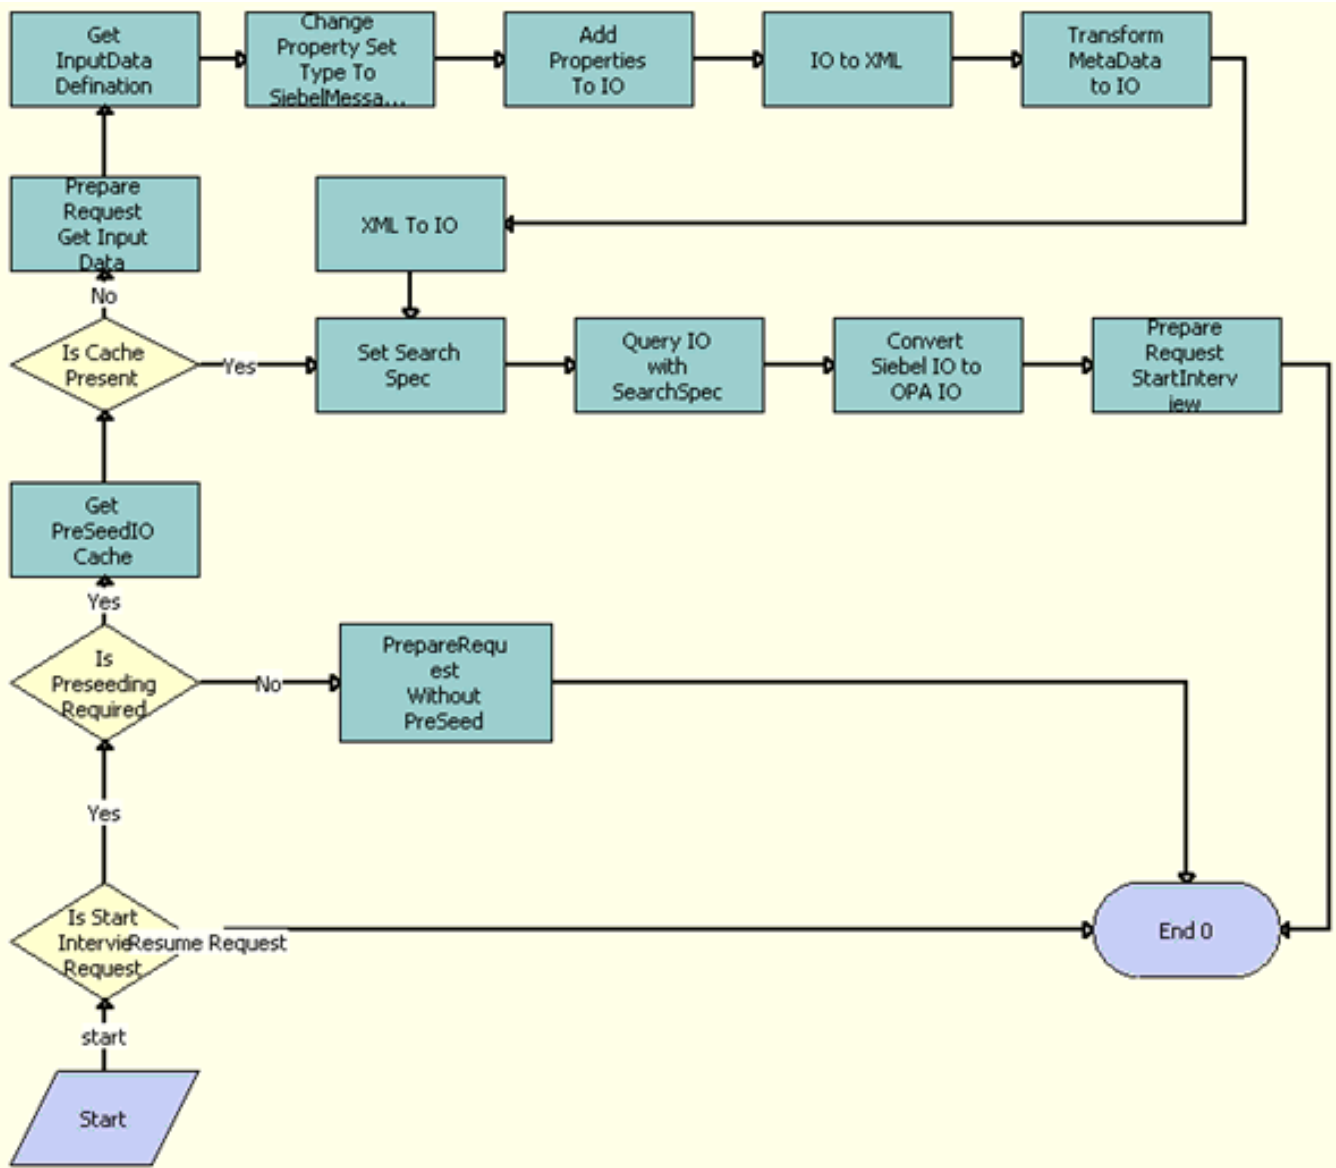 Get
InputData
Defination
Change
Property Set
Type To
SiebelMessa...
Add
Properties
To IO
IO to XML
Transform
MetaData
to IO
Prepare
Request
Get Input
Data
XML To IO
No
Is Cache
Present
Yes
Set Search
Spec
Query IO
with
SearchSpec
Convert
Siebel IO to
OPA IO
Prepare
Request
StartInterv
iew
Get
PreSeedIO
Cache
Yes
Is
Preseeding
Required
No
PrepareRequ
est
Without
PreSeed
Yes
Is Start
Intervie
Request
Resume Request
End 0
start
Start